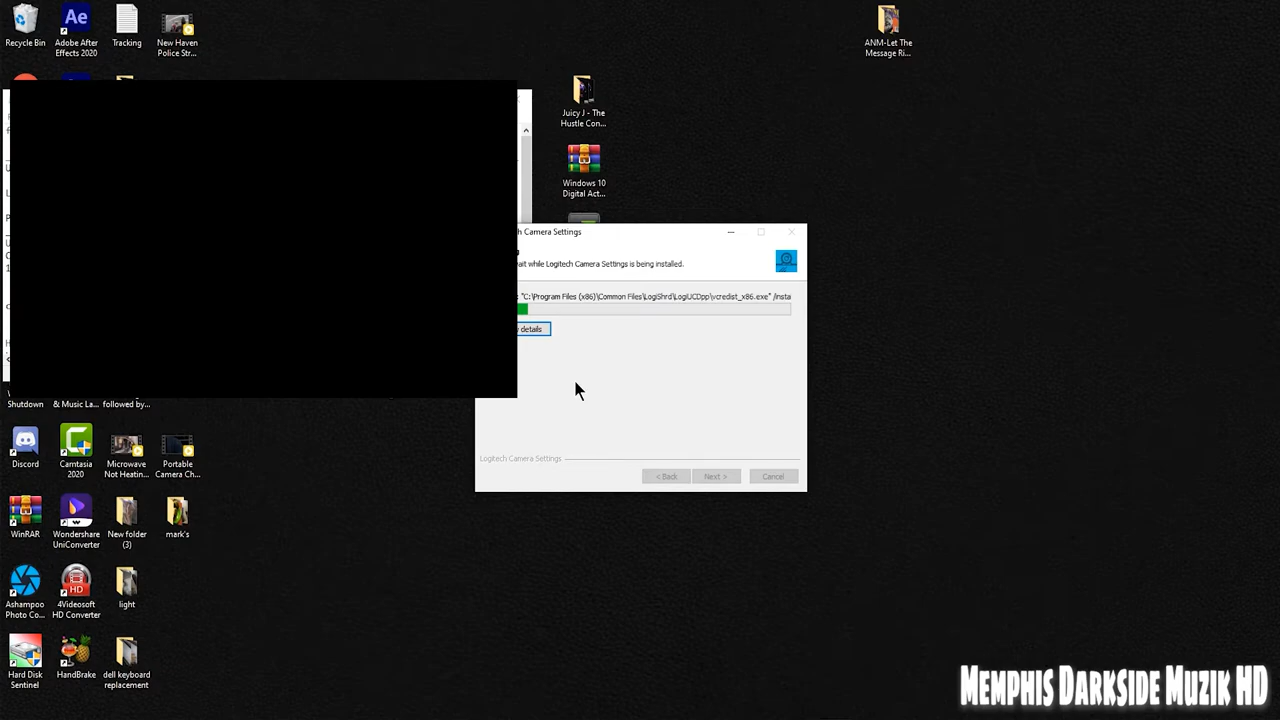 Recycle Bin
Adobe After
Effects 2020
Tracking
New Haven
Police Str...
ANM-Let The
Message Ri...
Juicy J - The
Hustle Con...
Windows 10
Digital Act...
h Camera Settings
ait while Logitech Camera Settings is being installed.
"C:\Program Files (x86)\Common Files\LogiShrd\LogiUCDpp\vcredist_x86.exe" /insta
details
Logitech Camera Settings
< Back
Next >
Cancel
Shutdown
& Music La...
followed by...
Discord
Camtasia
2020
Microwave
Not Heatin...
Portable
Camera Ch...
WinRAR
Wondershare
UniConverter
New folder
(3)
mark's
Ashampoo
Photo Co...
HD
4Videosoft
HD Converter
light
Hard Disk
Sentinel
HandBrake
dell keyboard
replacement
Memphis Darkside Muzik HD